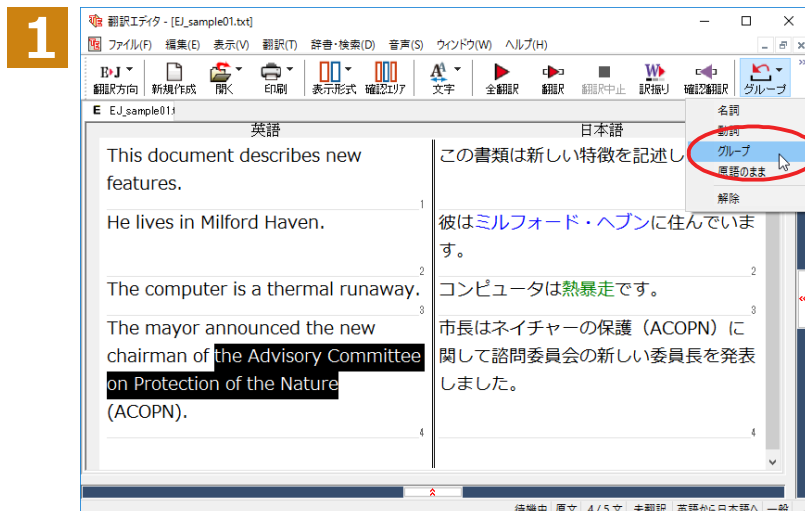 1
翻訳エディタ - [EJ_sample01.txt]
ファイル(F) 編集(E) 表示(V) 翻訳(T) 辞書・検索(D) 音声(S) ウィンドウ(W) ヘルプ(H)
翻訳方向 新規作成 開く 印刷 表示形式 確認エリア 文字 全翻訳 翻訳 翻訳中止 訳振り 確認翻訳 グループ
E EJ_sample01.t
名詞
動詞
グループ
原語のまま
解除
英語 日本語
This document describes new
features.
1
この書類は新しい特徴を記述し
He lives in Milford Haven.
2
彼はミルフォード・ヘブンに住んでいま
す。
2
The computer is a thermal runaway.
3
コンピュータは熱暴走です。
3
The mayor announced the new
chairman of the Advisory Committee
on Protection of the Nature
(ACOPN).
4
市長はネイチャーの保護（ACOPN）に
関して諮問委員会の新しい委員長を発表
しました。
4
待機中 原文 4/5文 未翻訳 英語から日本語へ 一般